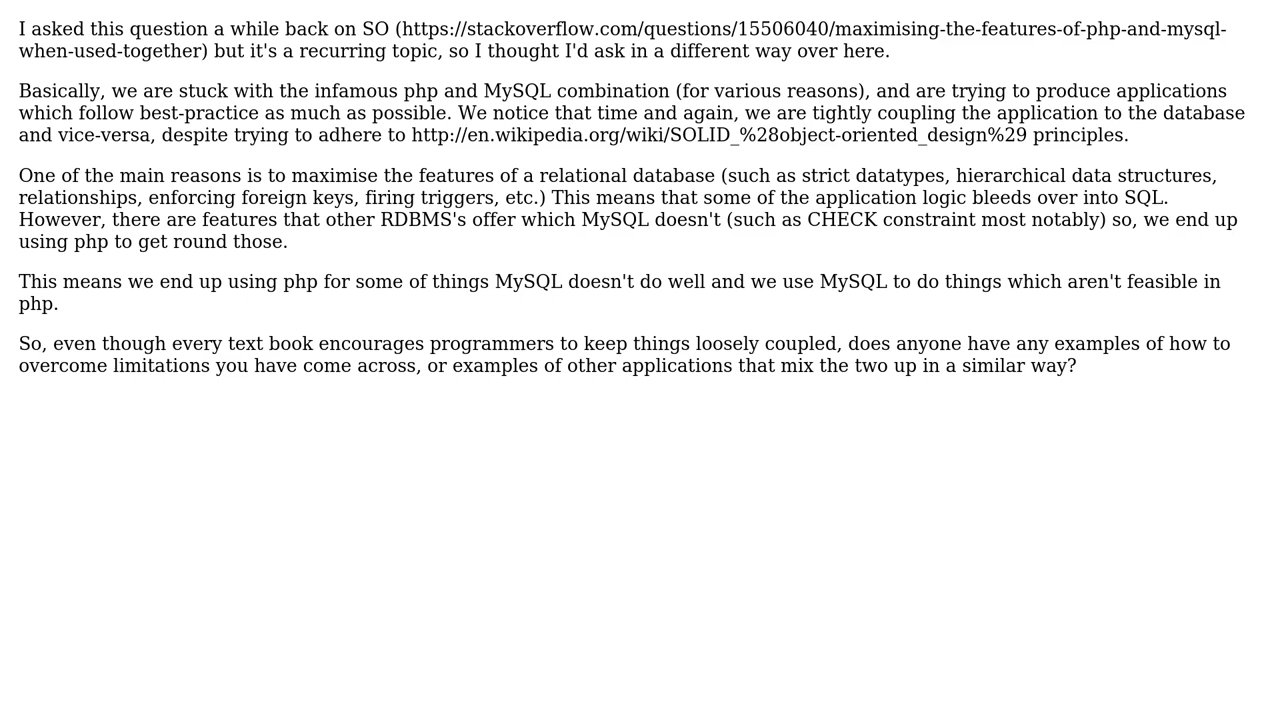 I asked this question a while back on SO (https://stackoverflow.com/questions/15506040/maximising-the-features-of-php-and-mysql-
when-used-together) but it's a recurring topic, so I thought I'd ask in a different way over here.
Basically, we are stuck with the infamous php and MySQL combination (for various reasons), and are trying to produce applications
which follow best-practice as much as possible. We notice that time and again, we are tightly coupling the application to the database
and vice-versa, despite trying to adhere to http://en.wikipedia.org/wiki/SOLID_%28object-oriented_design%29 principles.
One of the main reasons is to maximise the features of a relational database (such as strict datatypes, hierarchical data structures,
relationships, enforcing foreign keys, firing triggers, etc.) This means that some of the application logic bleeds over into SQL.
However, there are features that other RDBMS's offer which MySQL doesn't (such as CHECK constraint most notably) so, we end up
using php to get round those.
This means we end up using php for some of things MySQL doesn't do well and we use MySQL to do things which aren't feasible in
php.
So, even though every text book encourages programmers to keep things loosely coupled, does anyone have any examples of how to
overcome limitations you have come across, or examples of other applications that mix the two up in a similar way?